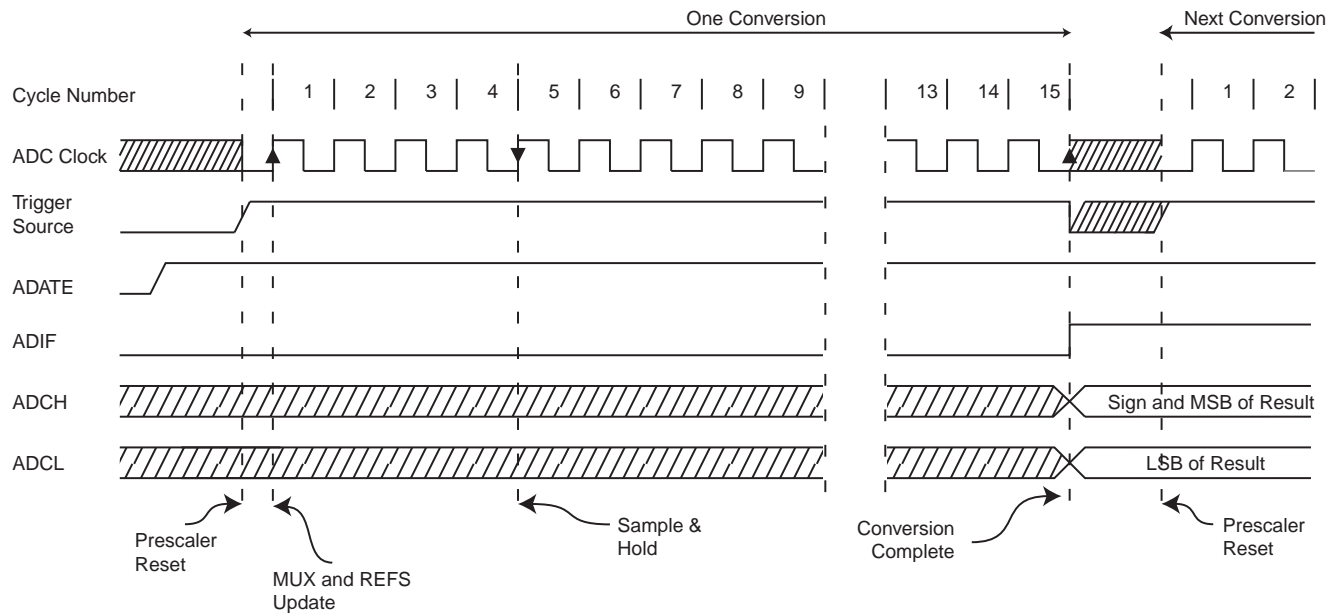 One Conversion
Next Conversion
Cycle Number
1 2 3 4 5 6 7 8 9 13 14 15 1 2
ADC Clock
Trigger
Source
ADATE
ADIF
ADCH
Sign and MSB of Result
ADCL
LSB of Result
Prescaler
Reset
MUX and REFS
Update
Sample &
Hold
Conversion
Complete
Prescaler
Reset